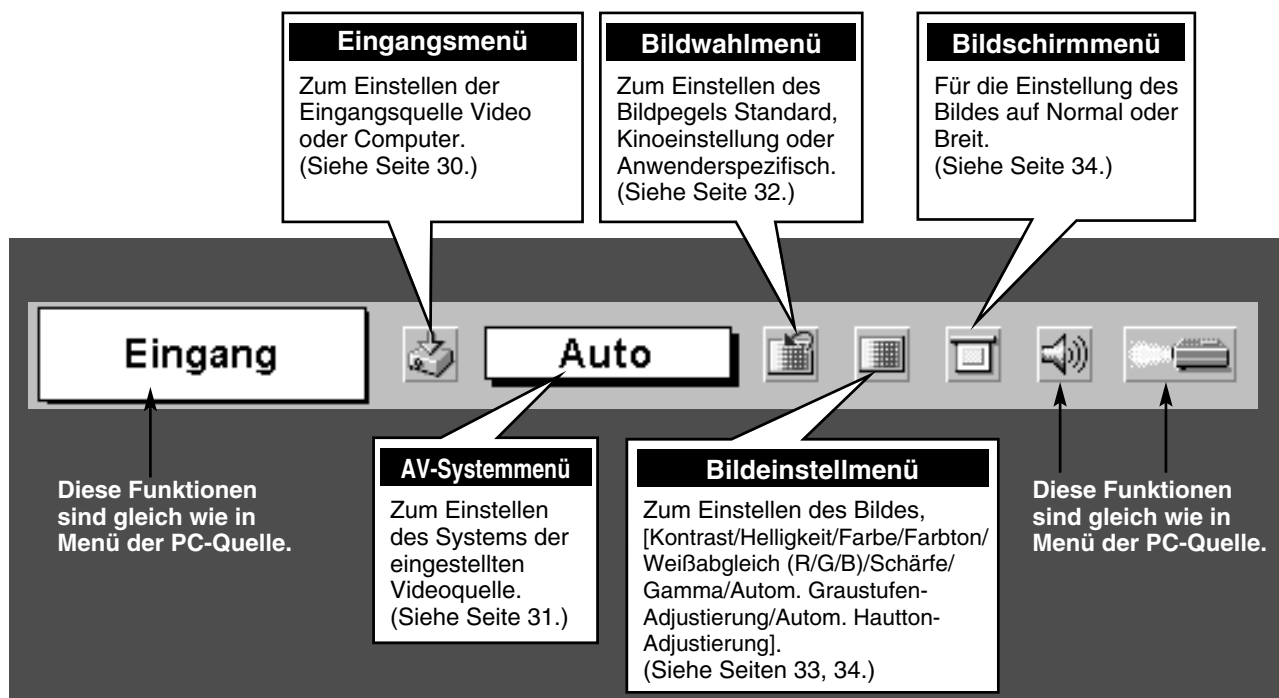 Eingangsmenü
Zum Einstellen der
Eingangsquelle Video
oder Computer.
(Siehe Seite 30.)
Bildwahlmenü
Zum Einstellen des
Bildpegels Standard,
Kinoeinstellung oder
Anwenderspezifisch.
(Siehe Seite 32.)
Bildschirmmenü
Für die Einstellung des
Bildes auf Normal oder
Breit.
(Siehe Seite 34.)
Eingang
Auto
Diese Funktionen
sind gleich wie in
Menü der PC-Quelle.
AV-Systemmenü
Zum Einstellen
des Systems der
eingestellten
Videoquelle.
(Siehe Seite 31.)
Bildeinstellmenü
Zum Einstellen des Bildes,
[Kontrast/Helligkeit/Farbe/Farbton/
Weißabgleich (R/G/B)/Schärfe/
Gamma/Autom. Graustufen-
Adjustierung/Autom. Hautton-
Adjustierung].
(Siehe Seiten 33, 34.)
Diese Funktionen
sind gleich wie in
Menü der PC-Quelle.